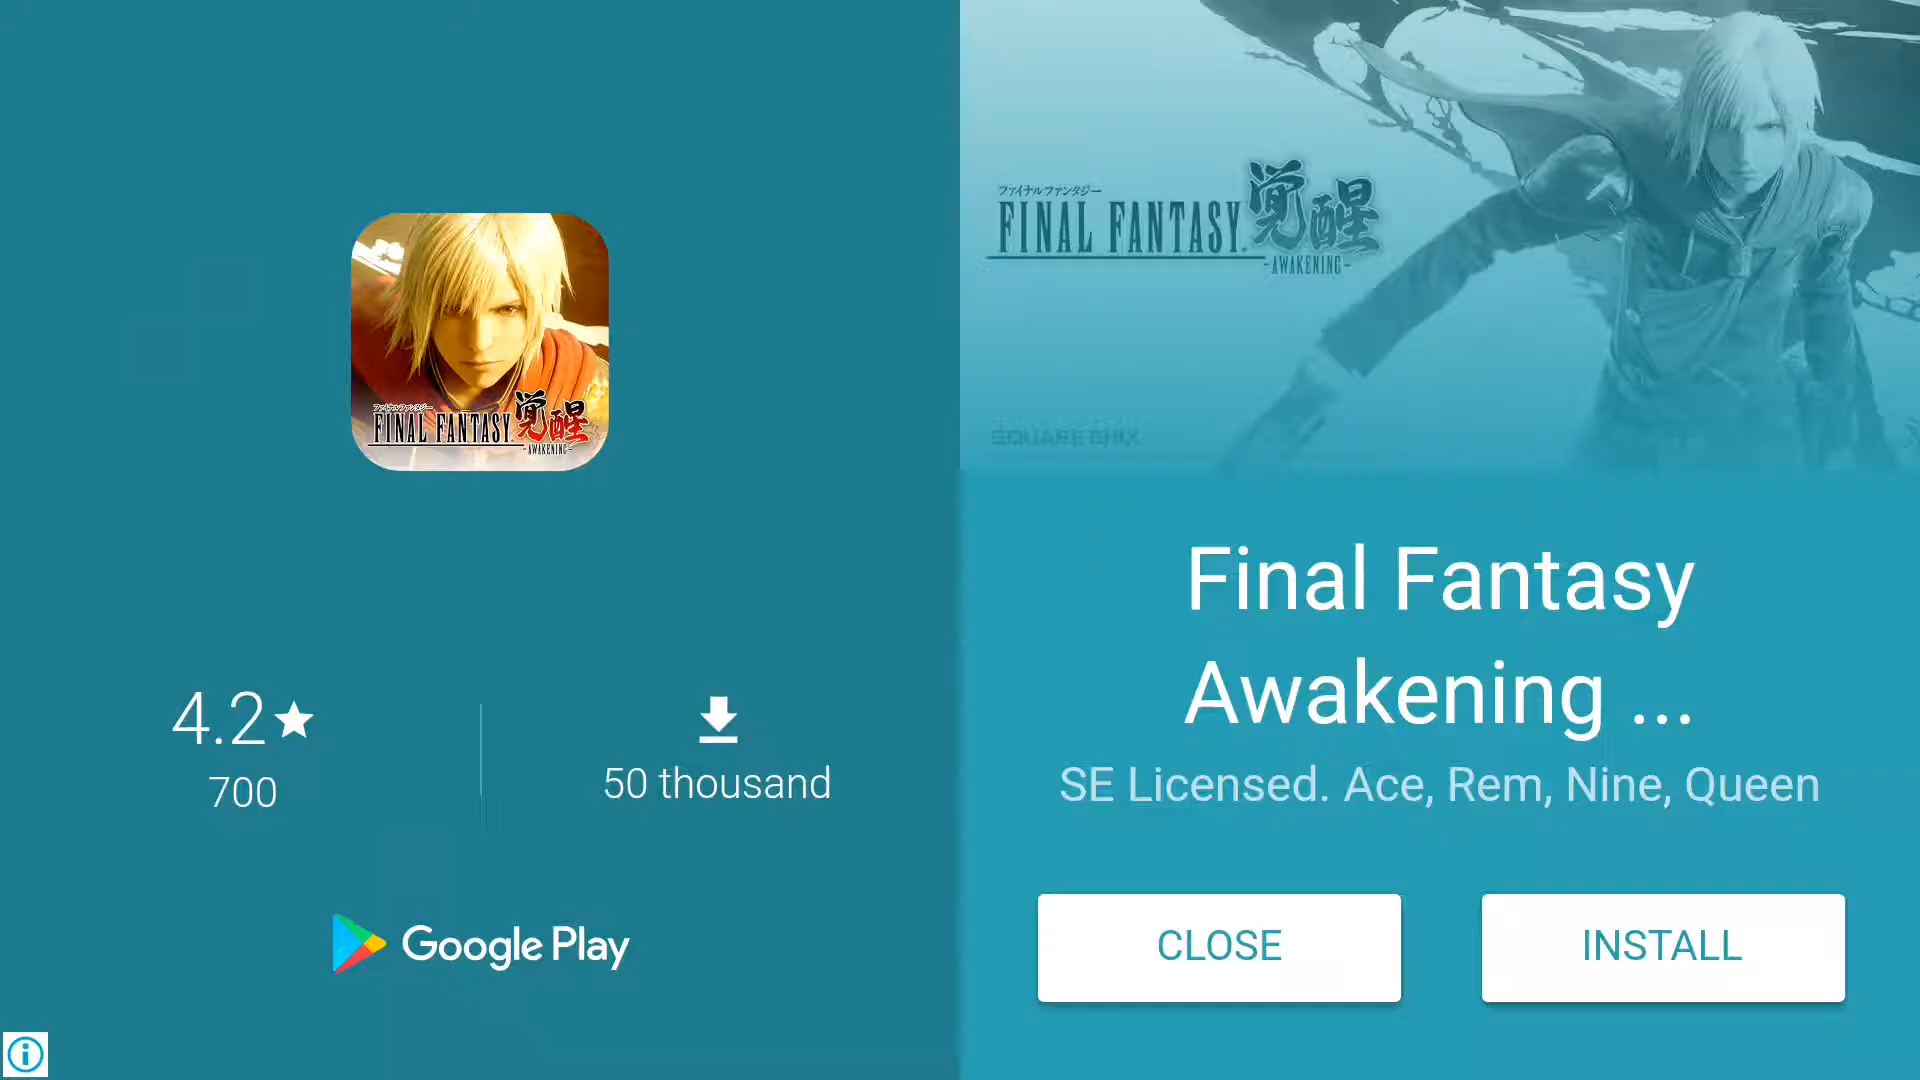 ファイナルファンタジー
FINAL FANTASY 覚醒
-AWAKENING-
4.2
700
50 thousand
Google Play
ファイナルファンタジー
FINAL FANTASY 覚醒
-AWAKENING-
SQUARE ENIX
Final Fantasy
Awakening ...
SE Licensed. Ace, Rem, Nine, Queen
CLOSE
INSTALL